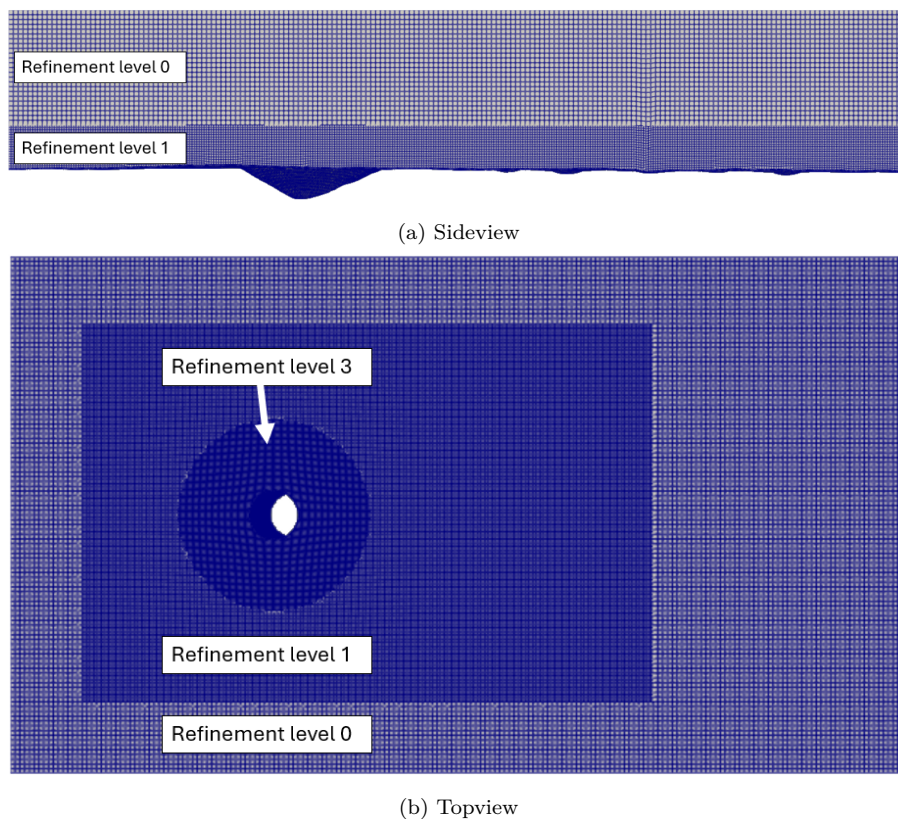 Refinement level 0
Refinement level 1
(a) Sideview
Refinement level 3
Refinement level 1
Refinement level 0
(b) Topview